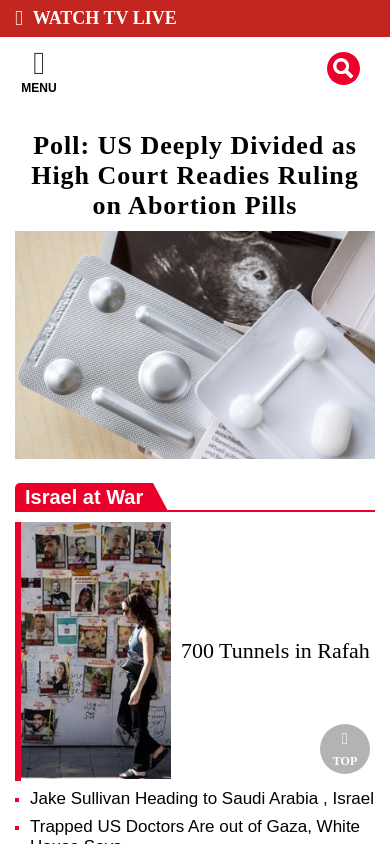 WATCH TV LIVE
MENU
Poll: US Deeply Divided as
High Court Readies Ruling
on Abortion Pills
Israel at War
700 Tunnels in Rafah
TOP
Jake Sullivan Heading to Saudi Arabia , Israel
Trapped US Doctors Are out of Gaza, White
House Says